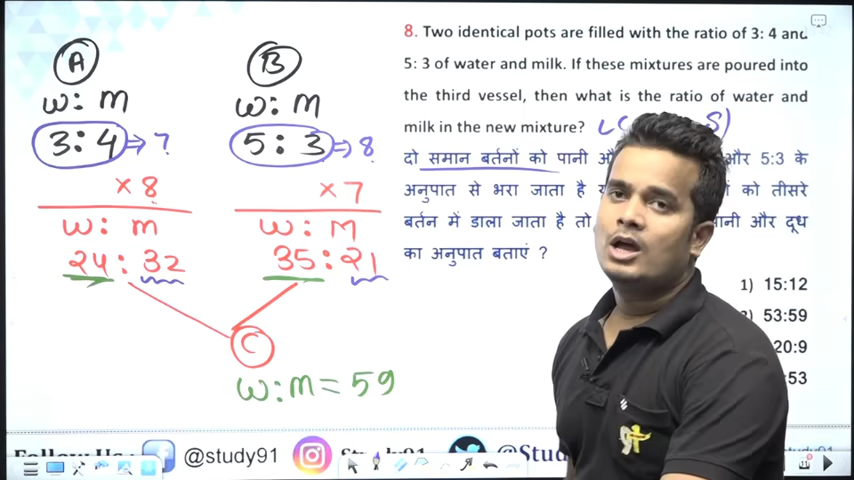 A
W : M
3 : 4 ⇒ 7
× 8
W : M
24 : 32
B
W : M
5 : 3 ⇒ 8
× 7
W : M
35 : 21
C
W : M = 59
8. Two identical pots are filled with the ratio of 3: 4 and
5: 3 of water and milk. If these mixtures are poured into
the third vessel, then what is the ratio of water and
milk in the new mixture?
दो समान बर्तनों को पानी और 5:3 के
अनुपात से भरा जाता है को तीसरे
बर्तन में डाला जाता है तो पानी और दूध
का अनुपात बताएं ?
1) 15:12
53:59
20:9
:53
@study91